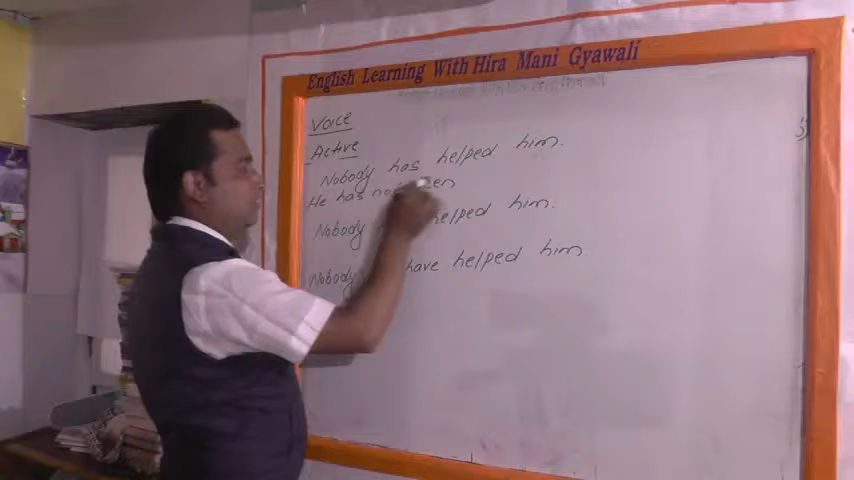 English Learning With Hira Mani Gyawali
Voice
Active
Nobody has helped him.
He has not
Nobody helped him.
Nobody have helped him.